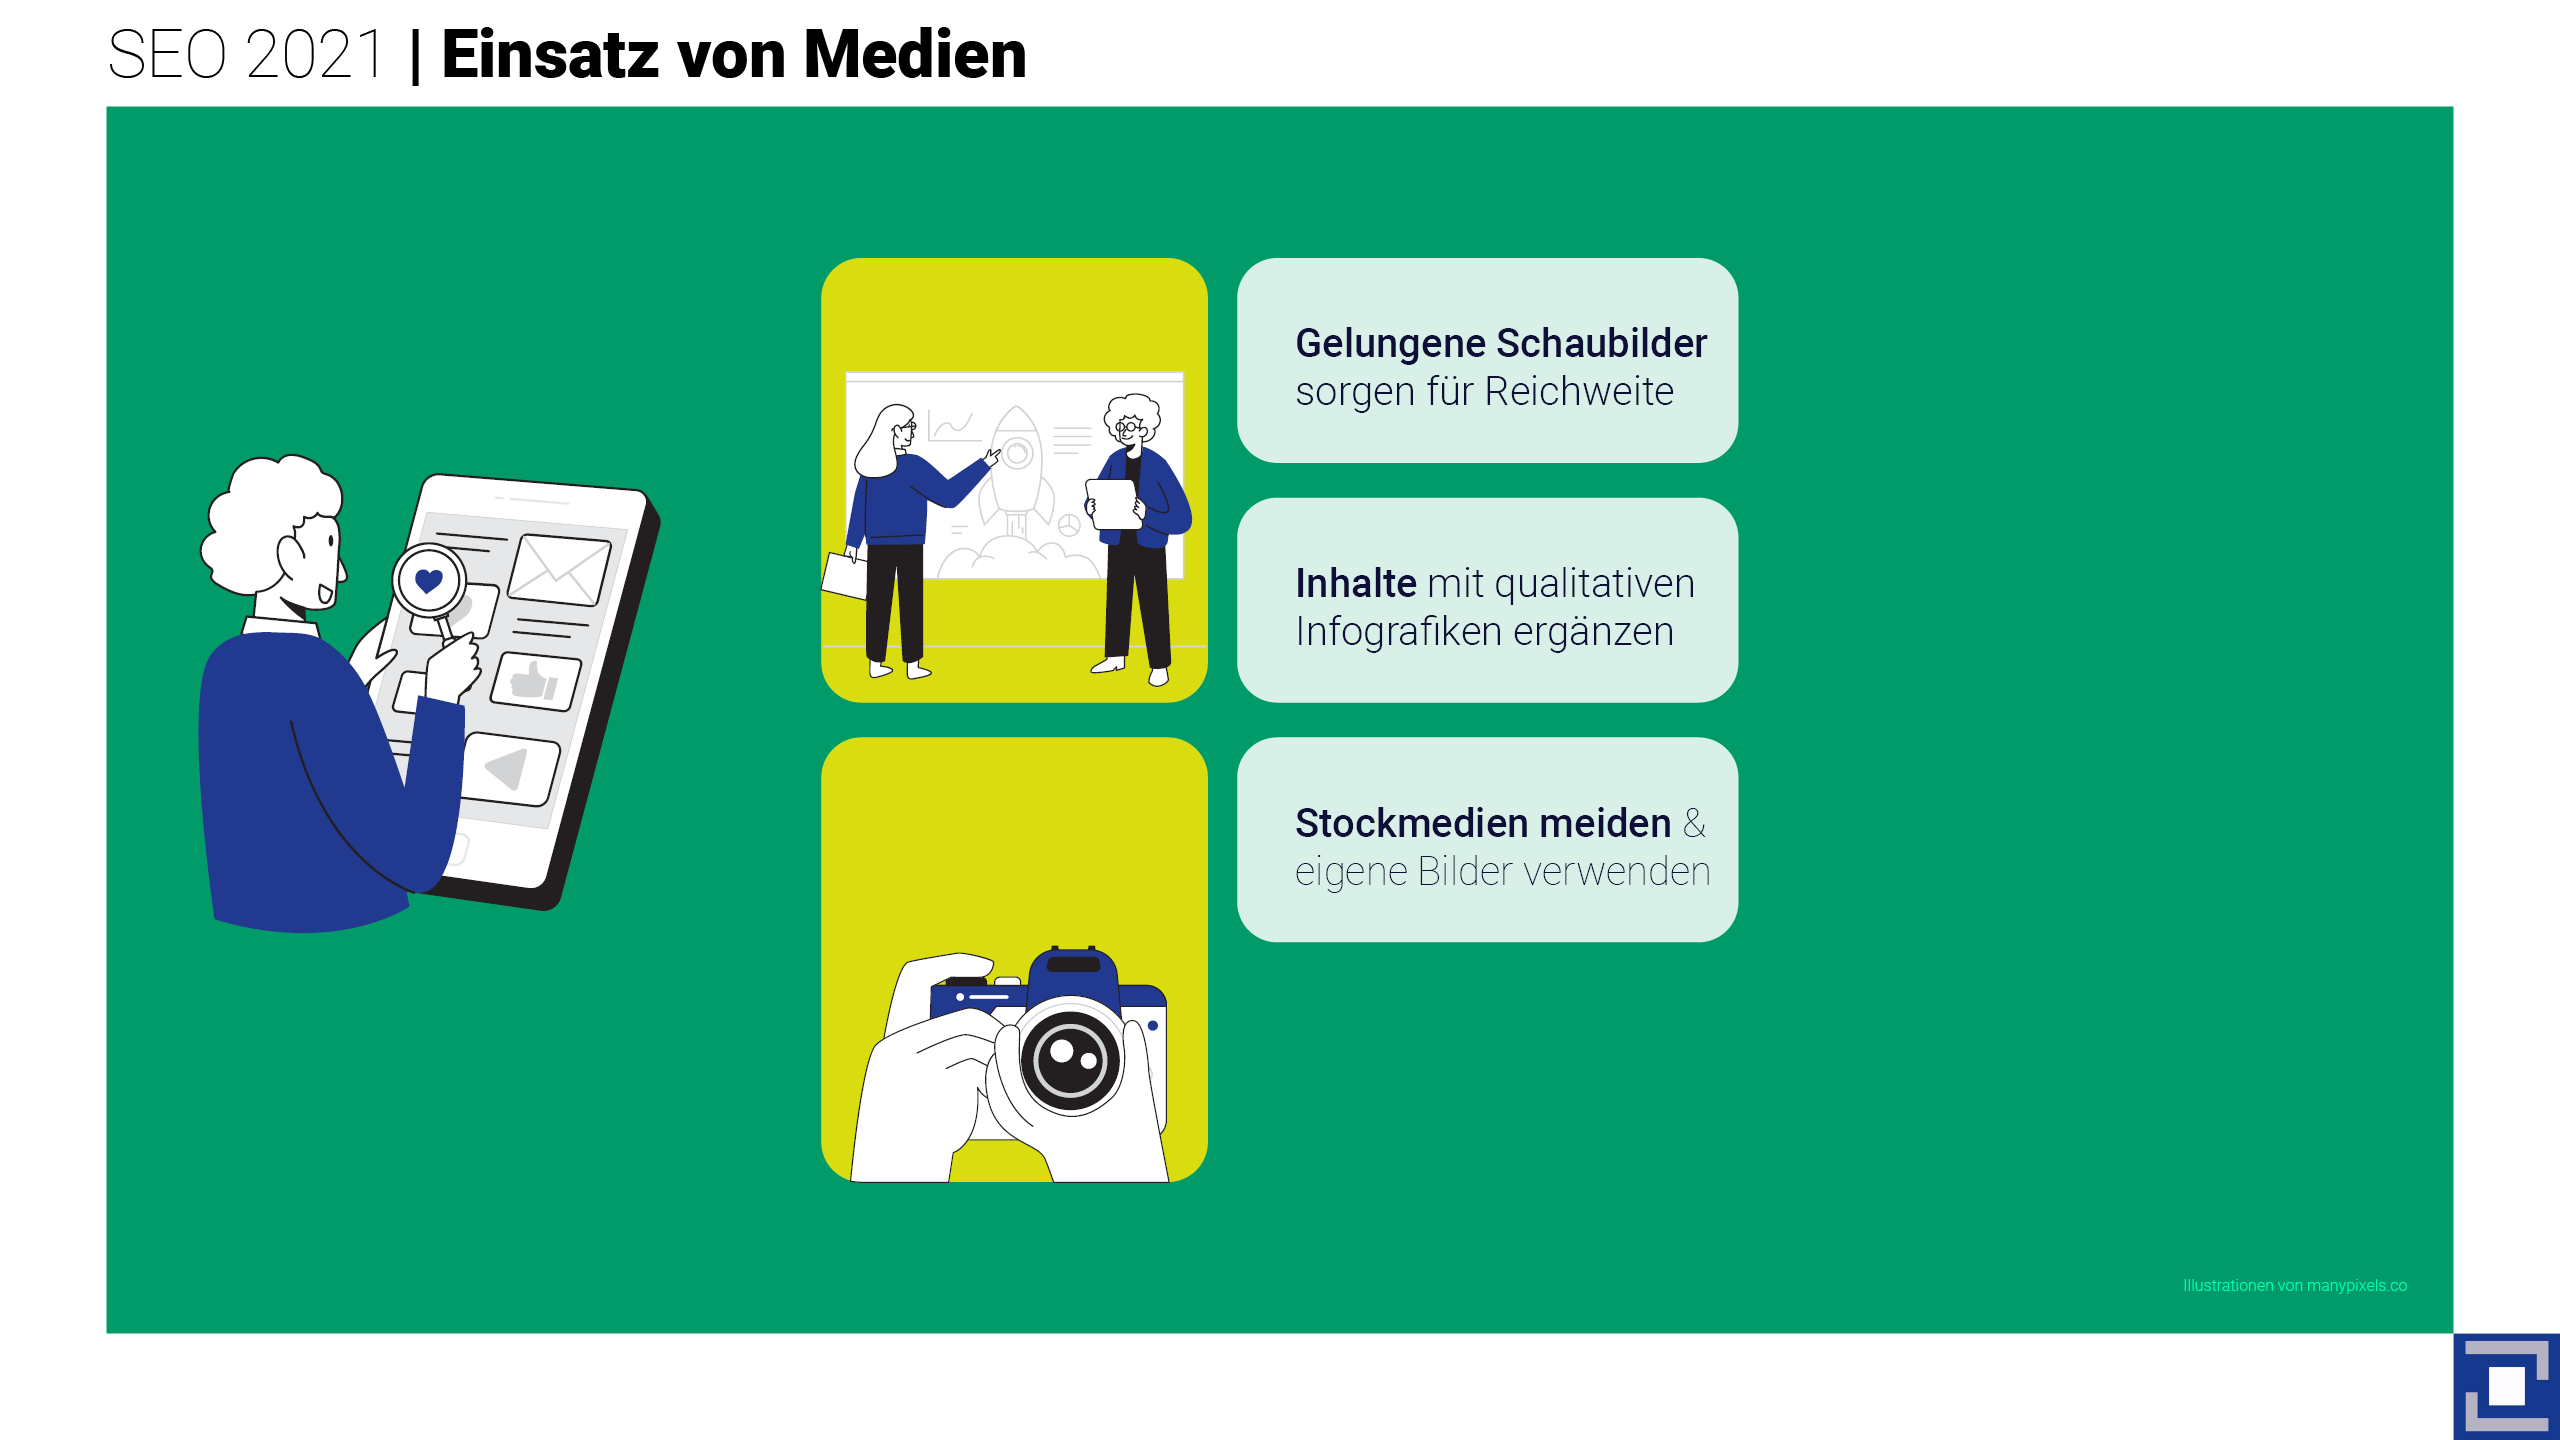 SEO 2021 | Einsatz von Medien
Gelungene Schaubilder
sorgen für Reichweite
Inhalte mit qualitativen
Infografiken ergänzen
Stockmedien meiden &
eigene Bilder verwenden
Illustrationen von manypixels.co